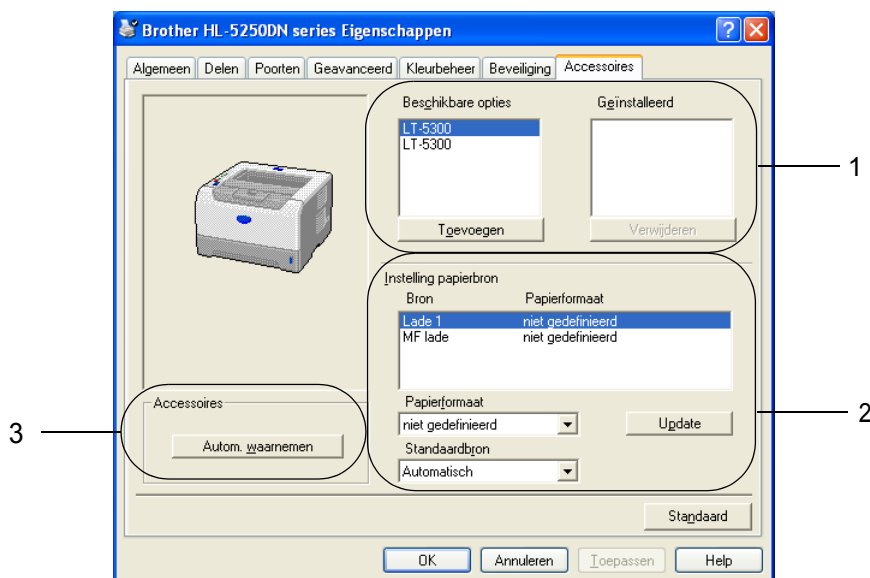 Brother HL-5250DN series Eigenschappen
Algemeen Delen Poorten Geavanceerd Kleurbeheer Beveiliging Accessoires
Beschikbare opties Geïnstalleerd
LT-5300
LT-5300
1
Toevoegen Verwijderen
Instelling papierbron
Bron Papierformaat
Lade 1 niet gedefinieerd
MF lade niet gedefinieerd
Accessoires
Papierformaat
2
niet gedefinieerd Update
3
Autom. waarnemen
Standaardbron
Automatisch
Standaard
OK Annuleren Toepassen Help